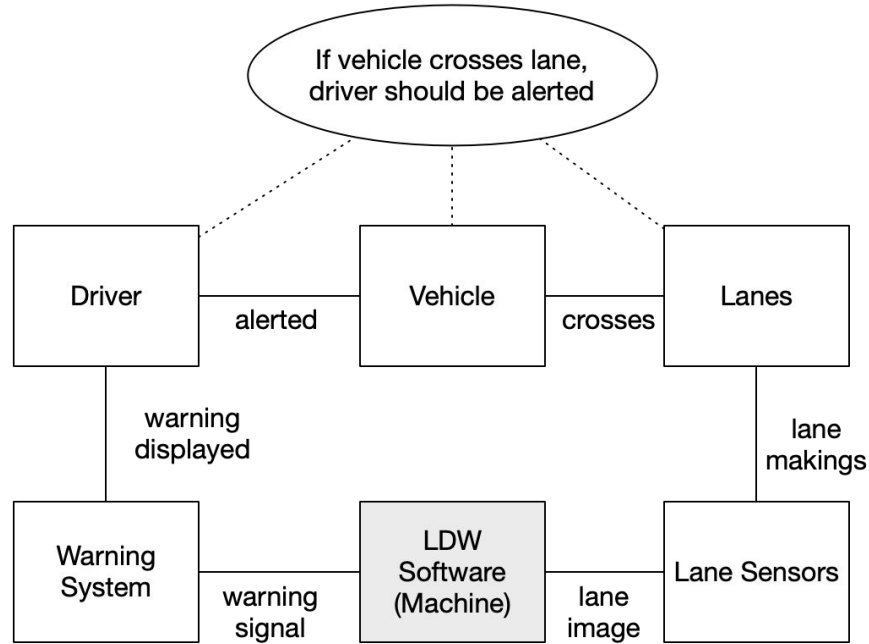 If vehicle crosses lane,
driver should be alerted
Driver
alerted
Vehicle
crosses
Lanes
warning
displayed
lane
makings
Warning
System
warning
signal
LDW
Software
(Machine)
lane
image
Lane Sensors